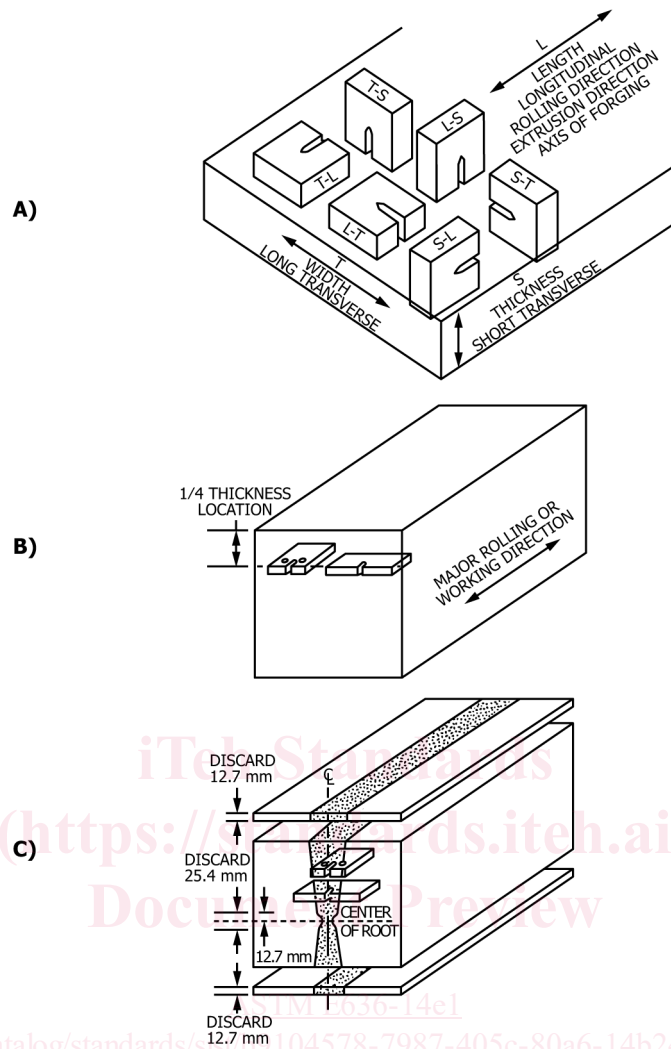 A)
L
LENGTH
LONGITUDINAL
ROLLING DIRECTION
EXTRUSION DIRECTION
AXIS OF FORGING
T-S
L-S
T-L
S-T
L-T
S-L
T
WIDTH
LONG TRANSVERSE
S
THICKNESS
SHORT TRANSVERSE
B)
1/4 THICKNESS
LOCATION
MAJOR ROLLING OR
WORKING DIRECTION
C)
DISCARD
12.7 mm
℄
DISCARD
25.4 mm
CENTER
OF ROOT
12.7 mm
DISCARD
12.7 mm
iTeh Standards
(https://standards.iteh.ai
Document Preview
ASTM E636-14e1